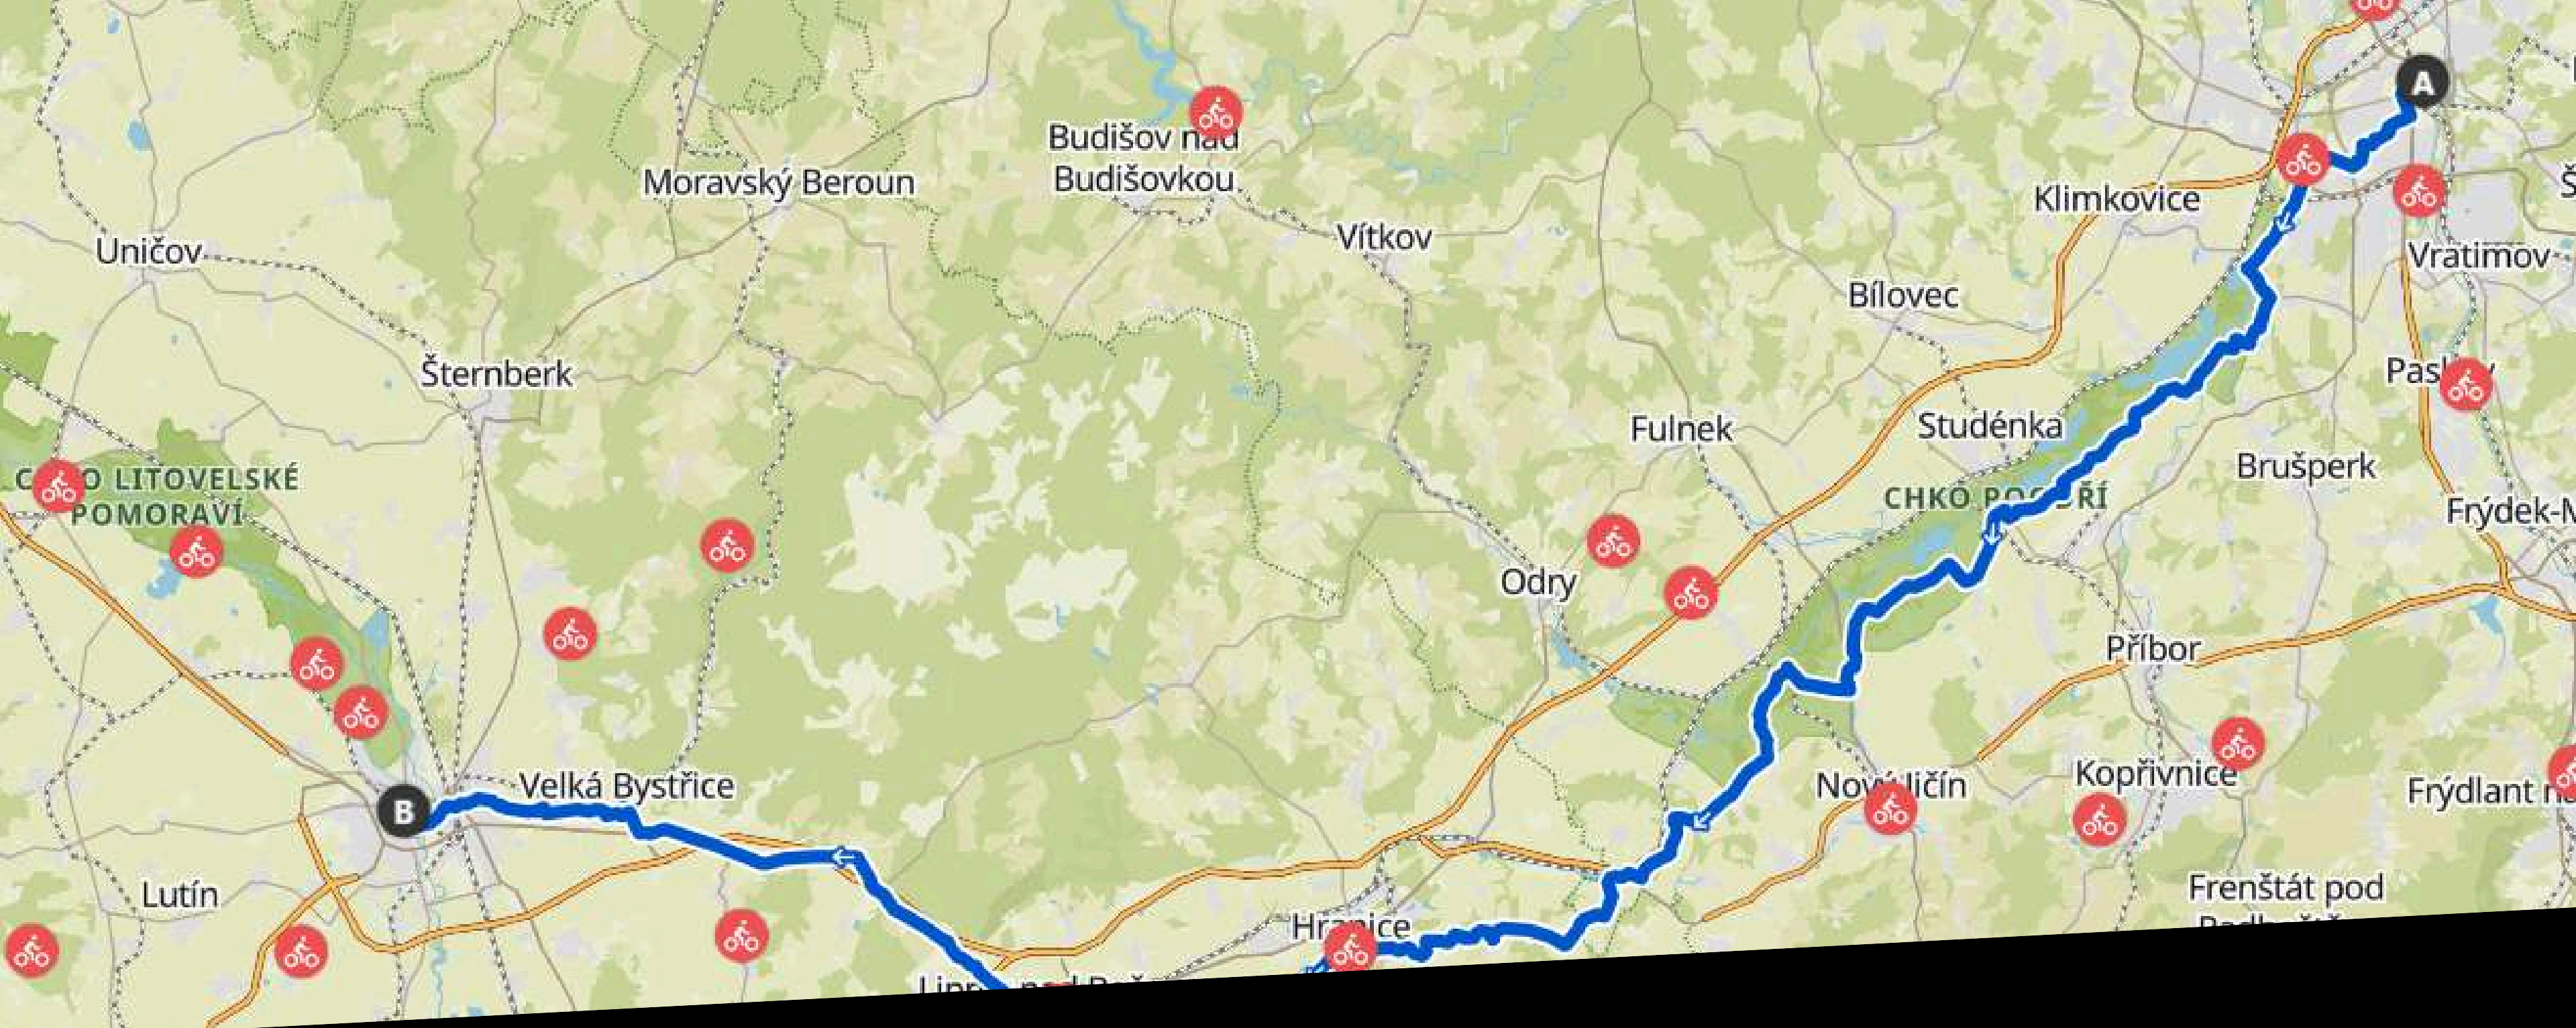 A
Budišov nad
Budišovkou
Moravský Beroun
Klimkovice
Vítkov
Uničov
Vratimov
Bílovec
Šternberk
Fulnek
Studénka
Brušperk
LITOVELSKÉ
POMORAVÍ
CHKO
Frýdek-M
Odry
Příbor
Velká Bystřice
B
Kopřivnice
Frýdlant
Lutín
Frenštát pod